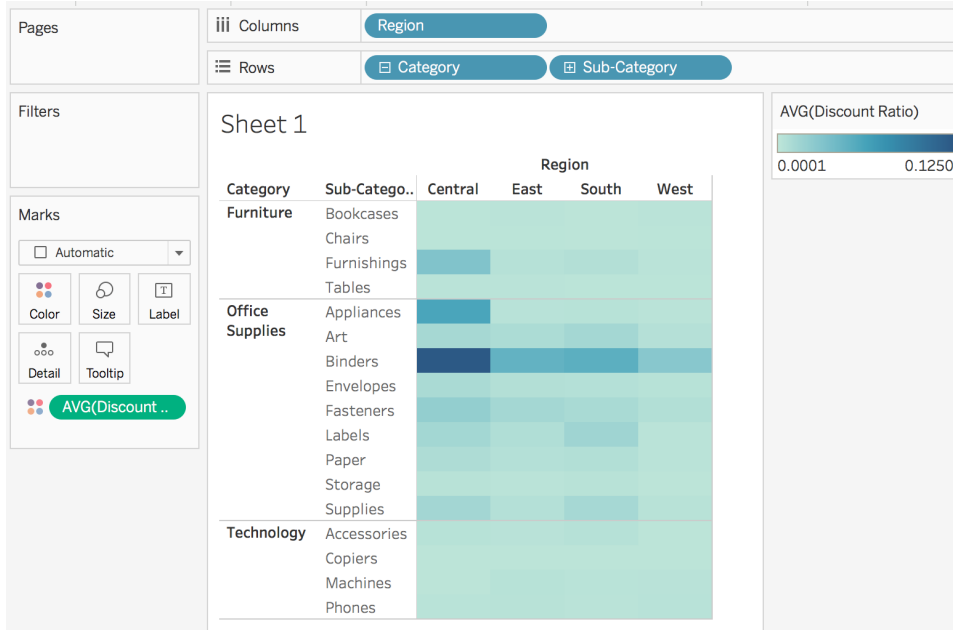 Pages
Columns
Region
Rows
Category
Sub-Category
Filters
Marks
Automatic
Color
Size
T
Label
Detail
Tooltip
AVG(Discount ..
Sheet 1
Region
Category Sub-Catego.. Central East South West
Furniture Bookcases
Chairs
Furnishings
Tables
Office Appliances
Supplies Art
Binders
Envelopes
Fasteners
Labels
Paper
Storage
Supplies
Technology Accessories
Copiers
Machines
Phones
AVG(Discount Ratio)
0.0001 0.1250